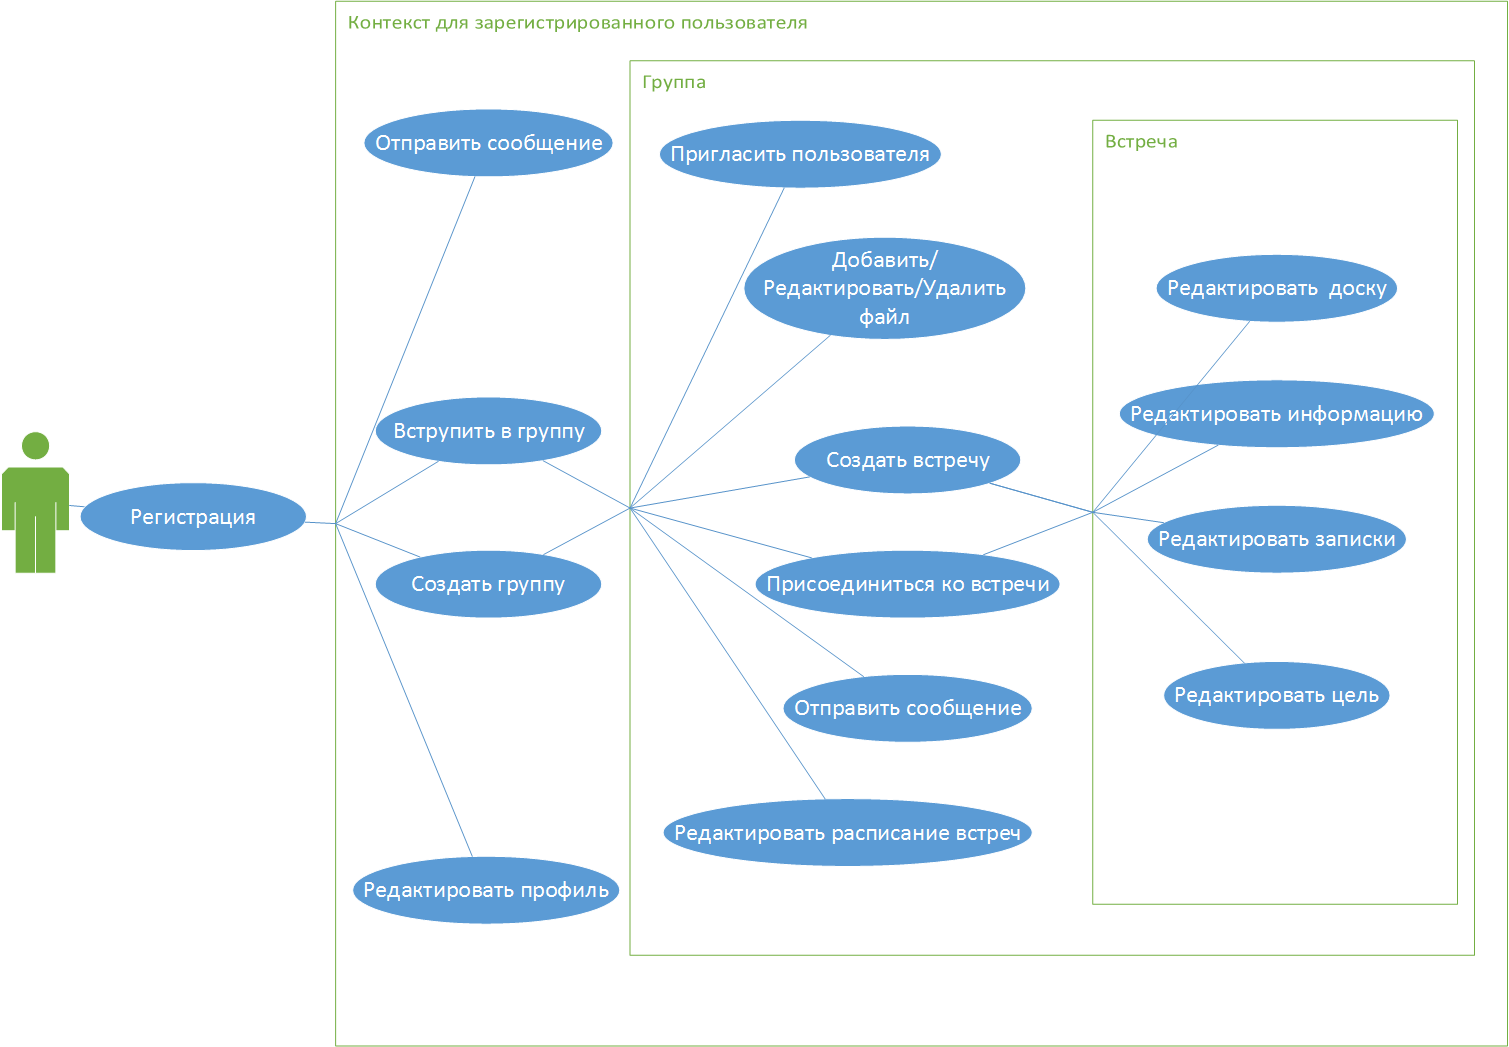 Контекст для зарегистрированного пользователя
Группа
Встреча
Отправить сообщение
Пригласить пользователя
Добавить/
Редактировать/Удалить
файл
Редактировать доску
Редактировать информацию
Вструпить в группу
Создать встречу
Регистрация
Редактировать записки
Создать группу
Присоединиться ко встречи
Редактировать цель
Отправить сообщение
Редактировать расписание встреч
Редактировать профиль